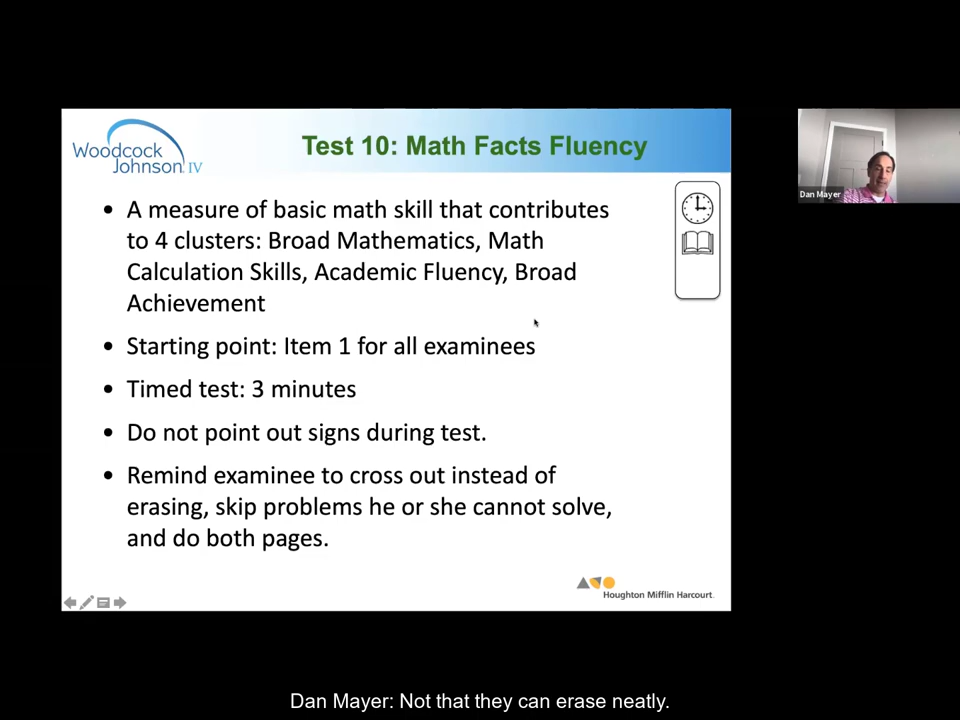 Woodcock
Johnson IV
Test 10: Math Facts Fluency
• A measure of basic math skill that contributes
to 4 clusters: Broad Mathematics, Math
Calculation Skills, Academic Fluency, Broad
Achievement
• Starting point: Item 1 for all examinees
• Timed test: 3 minutes
• Do not point out signs during test.
• Remind examinee to cross out instead of
erasing, skip problems he or she cannot solve,
and do both pages.
Houghton Mifflin Harcourt.
Dan Mayer
Dan Mayer: Not that they can erase neatly.